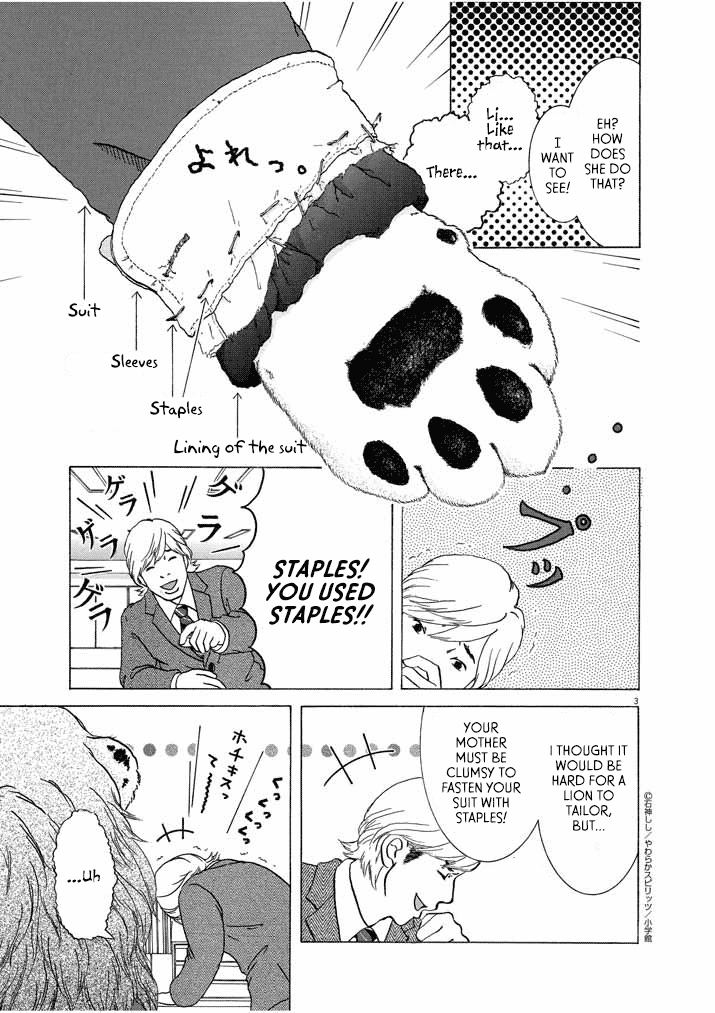 EH?
HOW
DOES
SHE DO
THAT?
I
WANT
TO
SEE!
Li...
Like
that...
There...
よれっ。
Suit
Sleeves
Staples
Lining of the suit
プッ
STAPLES!
YOU USED
STAPLES!!
ゲラ
ゲラ
ゲラ
ゲラ
3
I THOUGHT IT
WOULD BE
HARD FOR A
LION TO
TAILOR,
BUT...
YOUR
MOTHER
MUST BE
CLUMSY TO
FASTEN YOUR
SUIT WITH
STAPLES!
©石神しし/やわらかスピリッツ/小学館
くっくっくっ
ホチキスって〜
...Uh